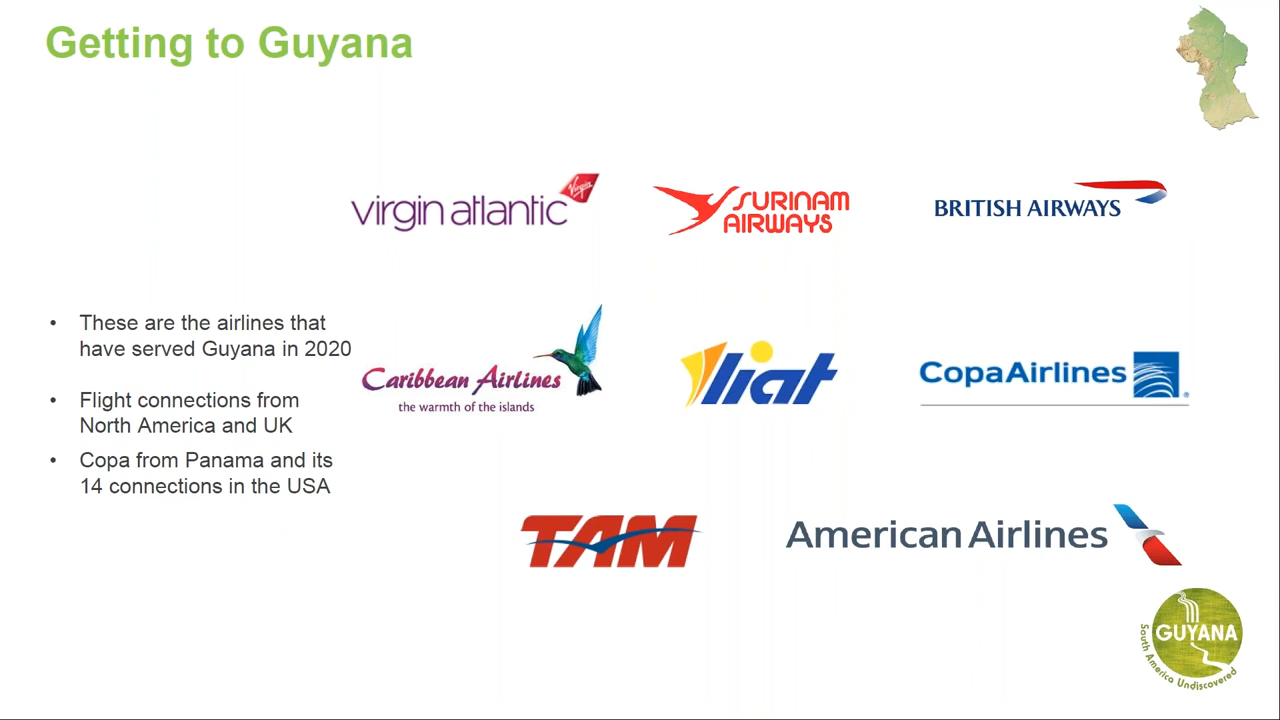 Getting to Guyana
virgin atlantic
Virgin
SURINAM
AIRWAYS
BRITISH AIRWAYS
• These are the airlines that
have served Guyana in 2020
• Flight connections from
North America and UK
• Copa from Panama and its
14 connections in the USA
Caribbean Airlines
the warmth of the islands
liat
CopaAirlines
®
TAM
American Airlines
GUYANA
South America Undiscovered